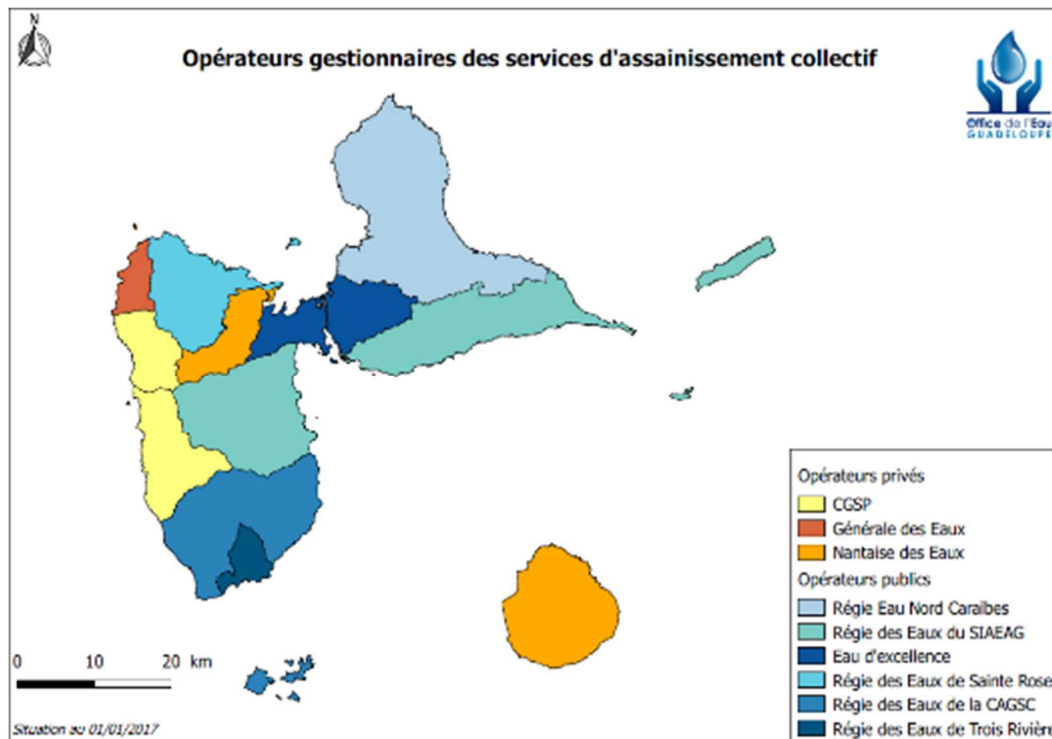 N
Opérateurs gestionnaires des services d'assainissement collectif
Office de l'Eau
GUADELOUPE
Opérateurs privés
CGSP
Générale des Eaux
Nantaise des Eaux
Opérateurs publics
Régie Eau Nord Caraïbes
Régie des Eaux du SIAEAG
Eau d'excellence
Régie des Eaux de Sainte Rose
Régie des Eaux de la CAGSC
Régie des Eaux de Trois Rivière
0 10 20 km
Situation au 01/01/2017